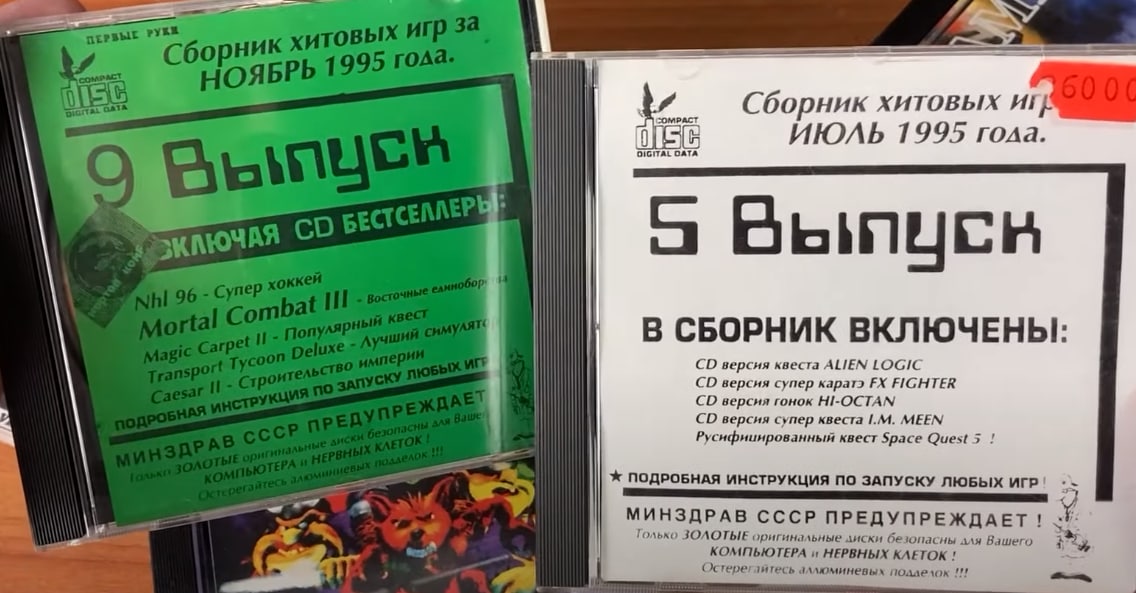 ПЕРВЫЕ РУКИ
COMPACT
disc
DIGITAL DATA
Сборник хитовых игр за
НОЯБРЬ 1995 года.
9 Выпуск
ВКЛЮЧАЯ CD БЕСТСЕЛЛЕРЫ:
Nhl 96 - Супер хоккей
Mortal Combat III - Восточные единоборства
Magic Carpet II - Популярный квест
Transport Tycoon Deluxe - Лучший симулятор
Caesar II - Строительство империи
ПОДРОБНАЯ ИНСТРУКЦИЯ ПО ЗАПУСКУ ЛЮБЫХ ИГР
МИНЗДРАВ СССР ПРЕДУПРЕЖДАЕТ
Только ЗОЛОТЫЕ оригинальные диски безопасны для Вашего
КОМПЬЮТЕРА и НЕРВНЫХ КЛЕТОК !
Остерегайтесь алюминиевых подделок !!!
COMPACT
disc
DIGITAL DATA
Сборник хитовых игр
ИЮЛЬ 1995 года.
36000
5 Выпуск
В СБОРНИК ВКЛЮЧЕНЫ:
CD версия квеста ALIEN LOGIC
CD версия супер каратэ FX FIGHTER
CD версия гонок HI-OCTAN
CD версия супер квеста I.M. MEEN
Русифицированный квест Space Quest 5 !
★ ПОДРОБНАЯ ИНСТРУКЦИЯ ПО ЗАПУСКУ ЛЮБЫХ ИГР!
МИНЗДРАВ СССР ПРЕДУПРЕЖДАЕТ !
Только ЗОЛОТЫЕ оригинальные диски безопасны для Вашего
КОМПЬЮТЕРА и НЕРВНЫХ КЛЕТОК !
Остерегайтесь аллюминиевых подделок !!!